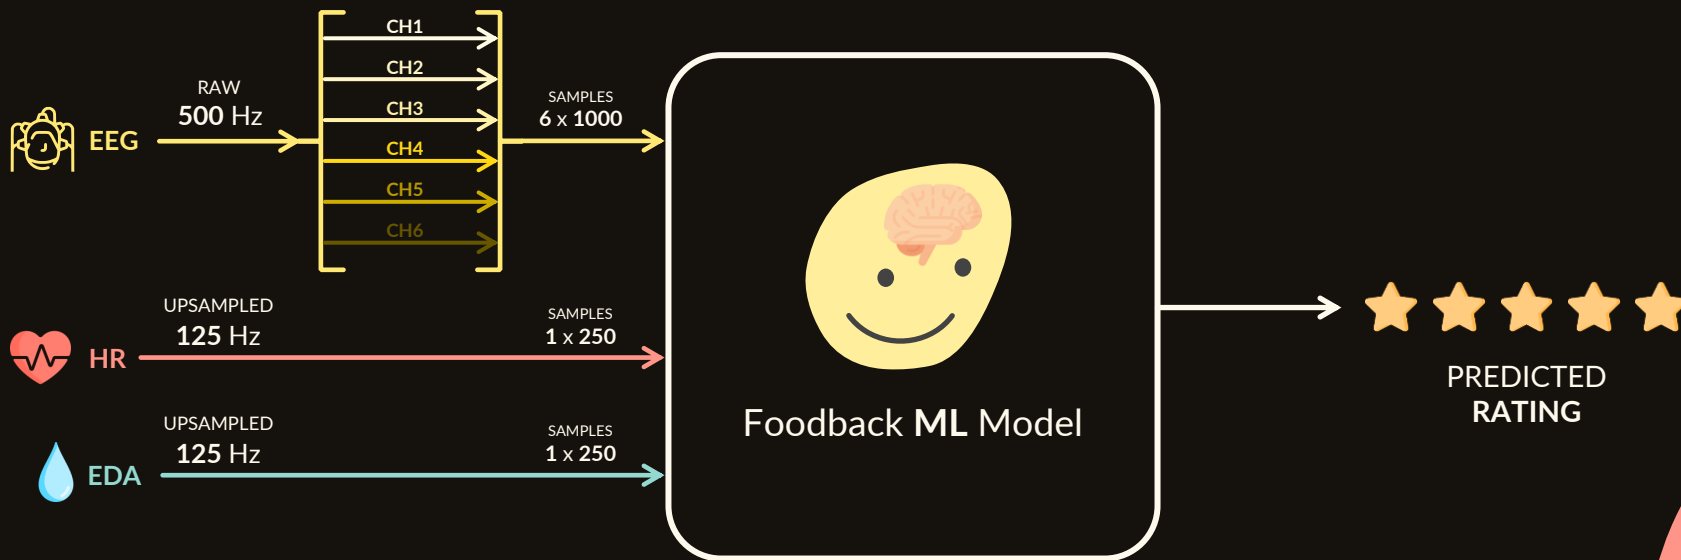 EEG
RAW
500 Hz
CH1
CH2
CH3
CH4
CH5
CH6
SAMPLES
6 x 1000
HR
UPSAMPLED
125 Hz
SAMPLES
1 x 250
EDA
UPSAMPLED
125 Hz
SAMPLES
1 x 250
Foodback ML Model
PREDICTED
RATING